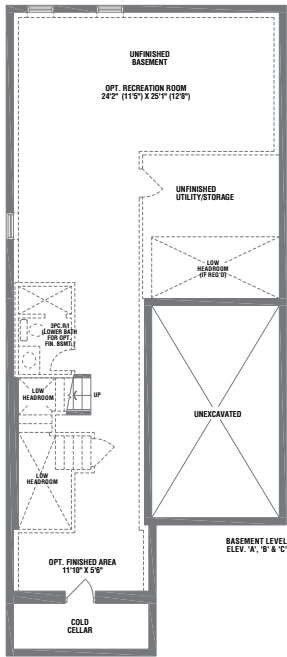 UNFINISHED
BASEMENT
OPT. RECREATION ROOM
24'2" (11'5") X 25'1" (12'8")
UNFINISHED
UTILITY/STORAGE
LOW
HEADROOM
(IF REQ'D)
3PC.R/I
(LOWER BATH
FOR OPT.
FIN. BSMT.)
LOW
HEADROOM
UP
UNEXCAVATED
LOW
HEADROOM
BASEMENT LEVEL
ELEV. 'A', 'B' & 'C'
OPT. FINISHED AREA
11'10" X 5'6"
COLD
CELLAR